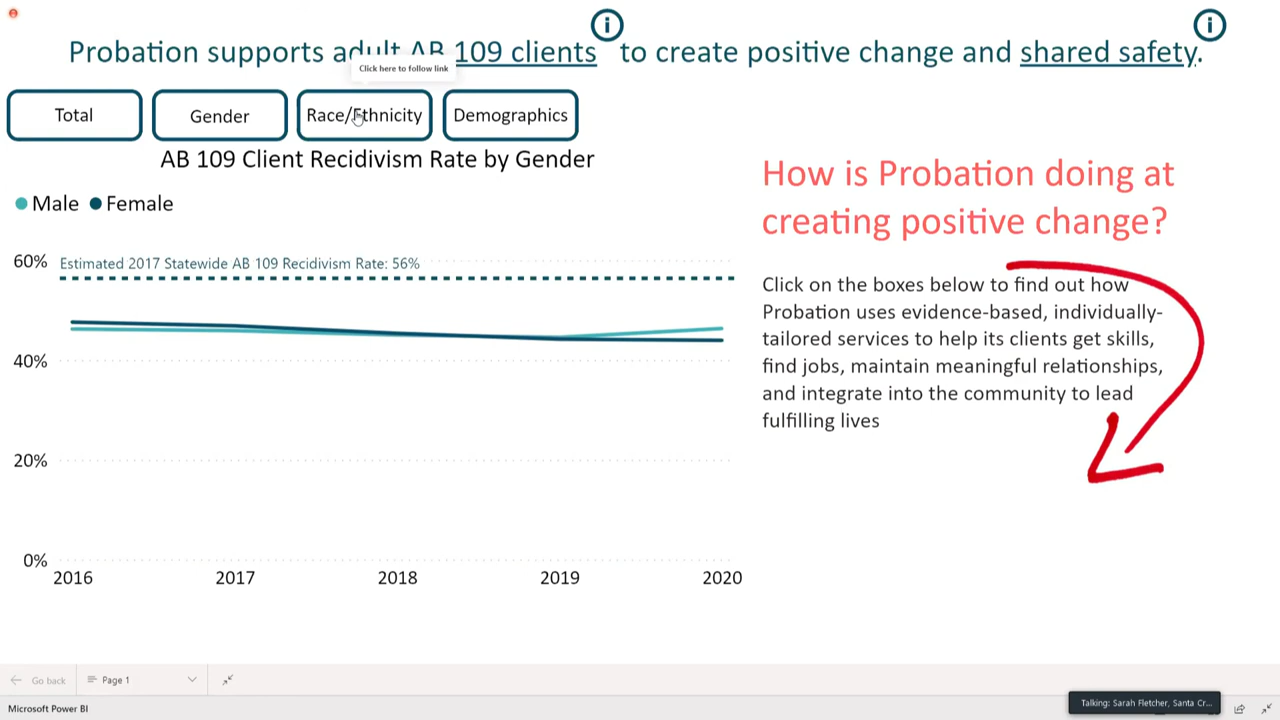 Probation supports adult AB 109 clients to create positive change and shared safety.
Click here to follow link
Total
Gender
Race/Ethnicity
Demographics
AB 109 Client Recidivism Rate by Gender
Male
Female
60%
Estimated 2017 Statewide AB 109 Recidivism Rate: 56%
40%
20%
0%
2016
2017
2018
2019
2020
How is Probation doing at
creating positive change?
Click on the boxes below to find out how
Probation uses evidence-based, individually-
tailored services to help its clients get skills,
find jobs, maintain meaningful relationships,
and integrate into the community to lead
fulfilling lives
Go back
Page 1
Microsoft Power BI
Talking: Sarah Fletcher, Santa Cr...